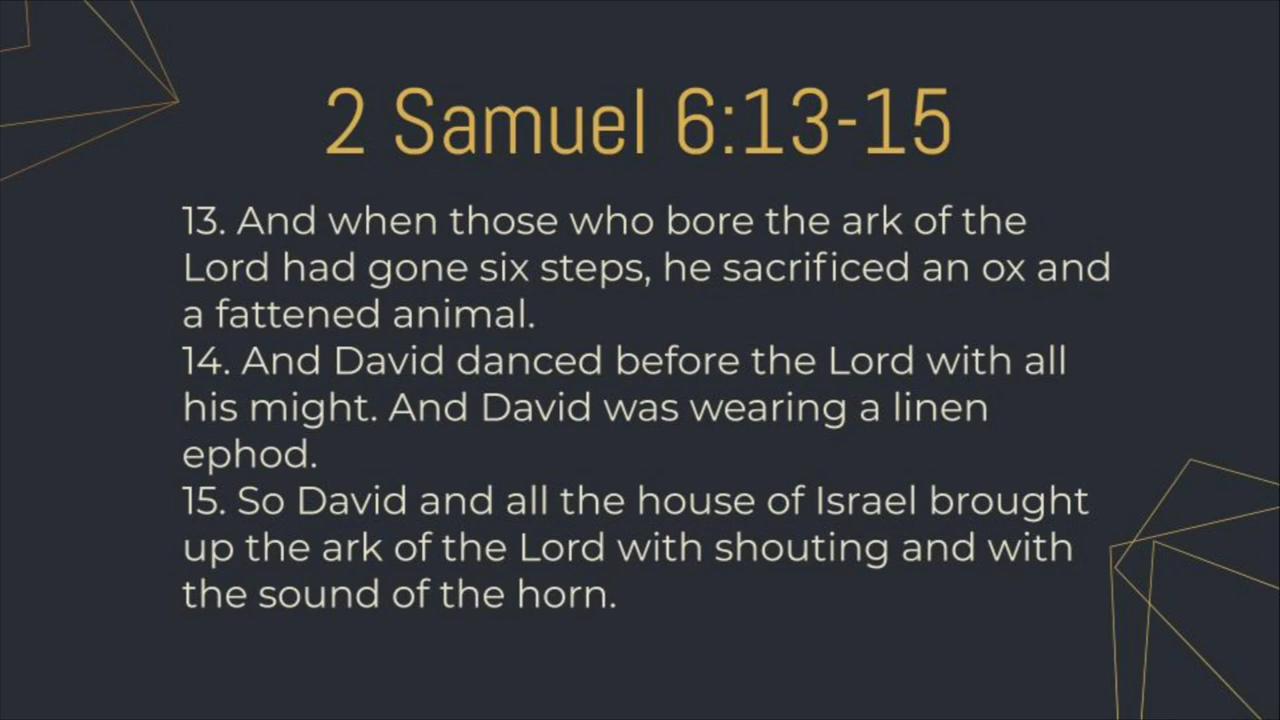 2 Samuel 6:13-15
13. And when those who bore the ark of the
Lord had gone six steps, he sacrificed an ox and
a fattened animal.
14. And David danced before the Lord with all
his might. And David was wearing a linen
ephod.
15. So David and all the house of Israel brought
up the ark of the Lord with shouting and with
the sound of the horn.